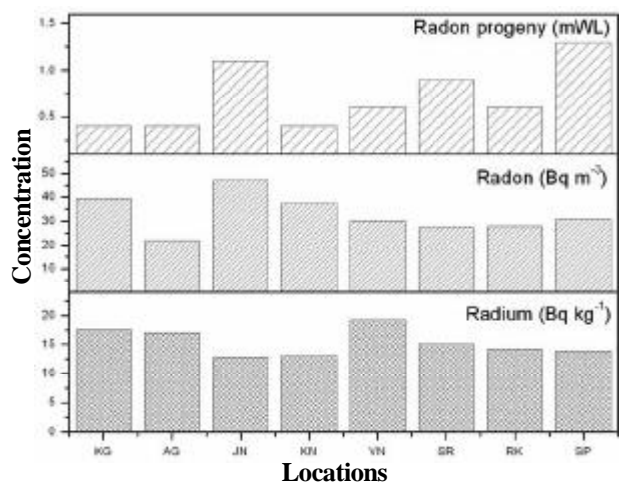 Radon progeny (mWL)
1.5
1.0
0.5
Radon (Bq m⁻³)
50
40
30
20
10
Radium (Bq kg⁻¹)
20
15
10
5
0
Concentration
KG AG JN KN VN SR RK SP
Locations